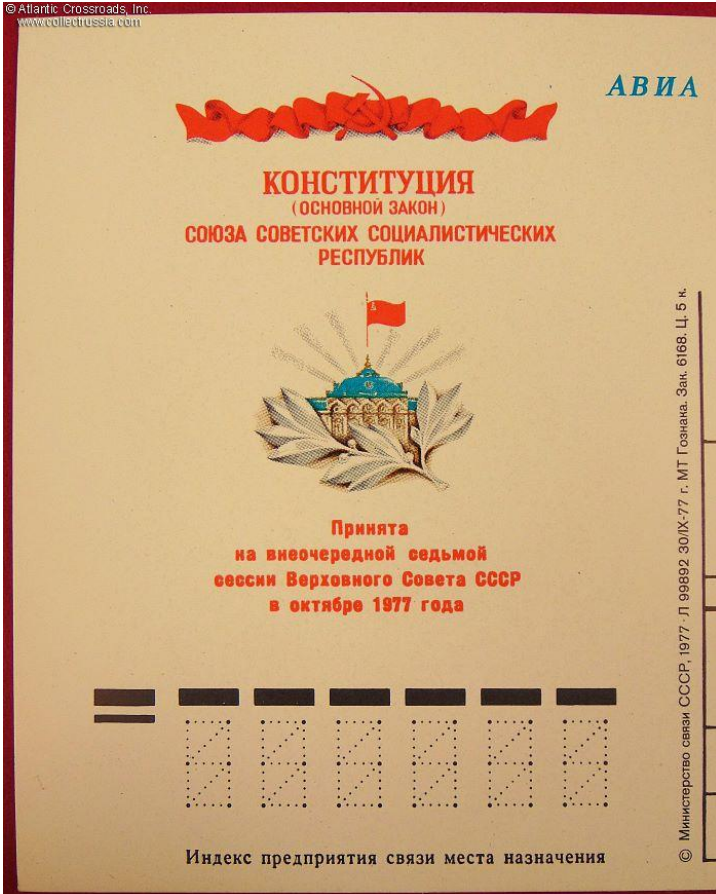 © Atlantic Crossroads, Inc.
www.collectrussia.com
АВИА
КОНСТИТУЦИЯ
(ОСНОВНОЙ ЗАКОН)
СОЮЗА СОВЕТСКИХ СОЦИАЛИСТИЧЕСКИХ
РЕСПУБЛИК
Принята
на внеочередной седьмой
сессии Верховного Совета СССР
в октябре 1977 года
Индекс предприятия связи места назначения
© Министерство связи СССР, 1977 · Л 99892 30/IX-77 г. МТ Гознака. Зак. 6168. Ц. 5 к.